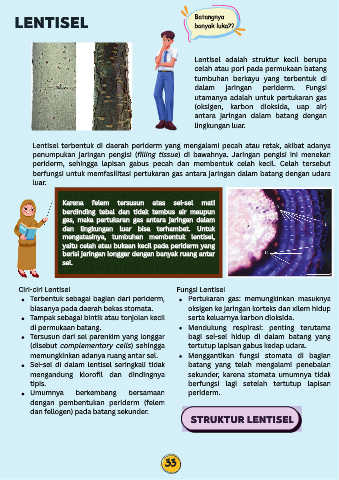 LENTISEL
Batangnya
banyak luka??
Lentisel adalah struktur kecil berupa
celah atau pori pada permukaan batang
tumbuhan berkayu yang terbentuk di
dalam jaringan periderm. Fungsi
utamanya adalah untuk pertukaran gas
(oksigen, karbon dioksida, uap air)
antara jaringan dalam batang dengan
lingkungan luar.
Lentisel terbentuk di daerah periderm yang mengalami pecah atau retak, akibat adanya
penumpukan jaringan pengisi (filling tissue) di bawahnya. Jaringan pengisi ini menekan
periderm, sehingga lapisan gabus pecah dan membentuk celah kecil. Celah tersebut
berfungsi untuk memfasilitasi pertukaran gas antara jaringan dalam batang dengan udara
luar.
Karena felem tersusun atas sel-sel mati
berdinding tebal dan tidak tembus air maupun
gas, maka pertukaran gas antara jaringan dalam
dan lingkungan luar bisa terhambat. Untuk
mengatasinya, tumbuhan membentuk lentisel,
yaitu celah atau bukaan kecil pada periderm yang
berisi jaringan longgar dengan banyak ruang antar
sel.
Ciri-ciri Lentisel
• Terbentuk sebagai bagian dari periderm,
biasanya pada daerah bekas stomata.
• Tampak sebagai bintik atau tonjolan kecil
di permukaan batang.
• Tersusun dari sel parenkim yang longgar
(disebut complementary cells) sehingga
memungkinkan adanya ruang antar sel.
• Sel-sel di dalam lentisel seringkali tidak
mengandung klorofil dan dindingnya
tipis.
• Umumnya berkembang bersamaan
dengan pembentukan periderm (felem
dan fellogen) pada batang sekunder.
Fungsi Lentisel
• Pertukaran gas: memungkinkan masuknya
oksigen ke jaringan korteks dan xilem hidup
serta keluarnya karbon dioksida.
• Mendukung respirasi: penting terutama
bagi sel-sel hidup di dalam batang yang
tertutup lapisan gabus kedap udara.
• Menggantikan fungsi stomata di bagian
batang yang telah mengalami penebalan
sekunder, karena stomata umumnya tidak
berfungsi lagi setelah tertutup lapisan
periderm.
STRUKTUR LENTISEL
33